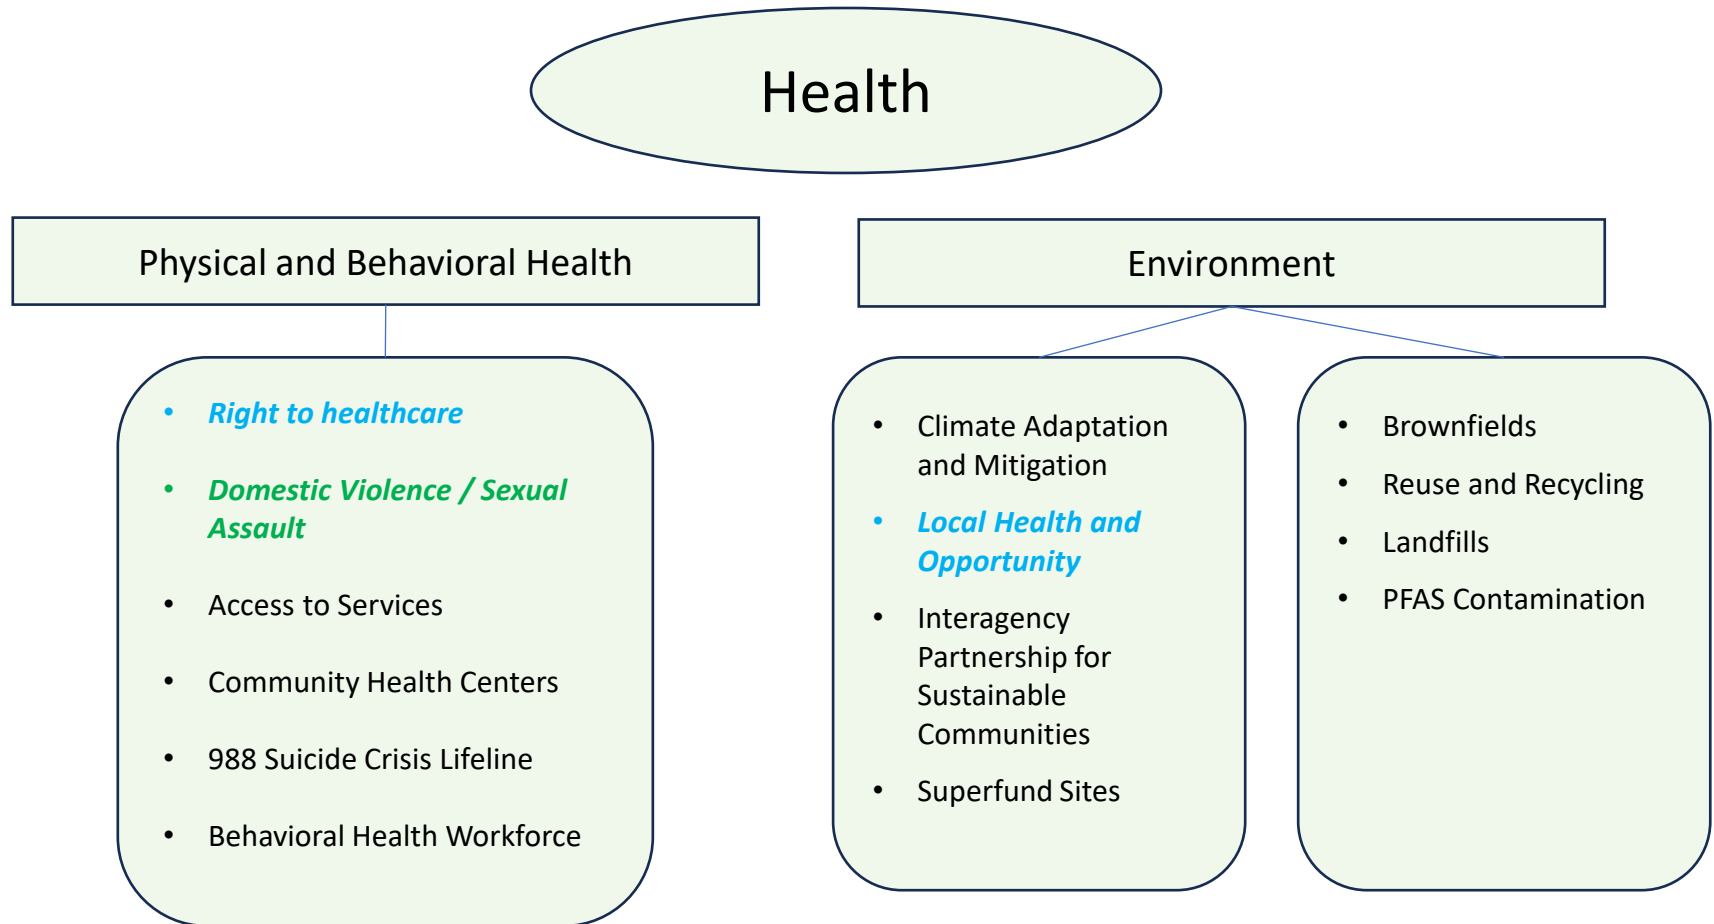 Health
Physical and Behavioral Health
• Right to healthcare
• Domestic Violence / Sexual
Assault
• Access to Services
• Community Health Centers
• 988 Suicide Crisis Lifeline
• Behavioral Health Workforce
Environment
• Climate Adaptation
and Mitigation
• Local Health and
Opportunity
• Interagency
Partnership for
Sustainable
Communities
• Superfund Sites
• Brownfields
• Reuse and Recycling
• Landfills
• PFAS Contamination